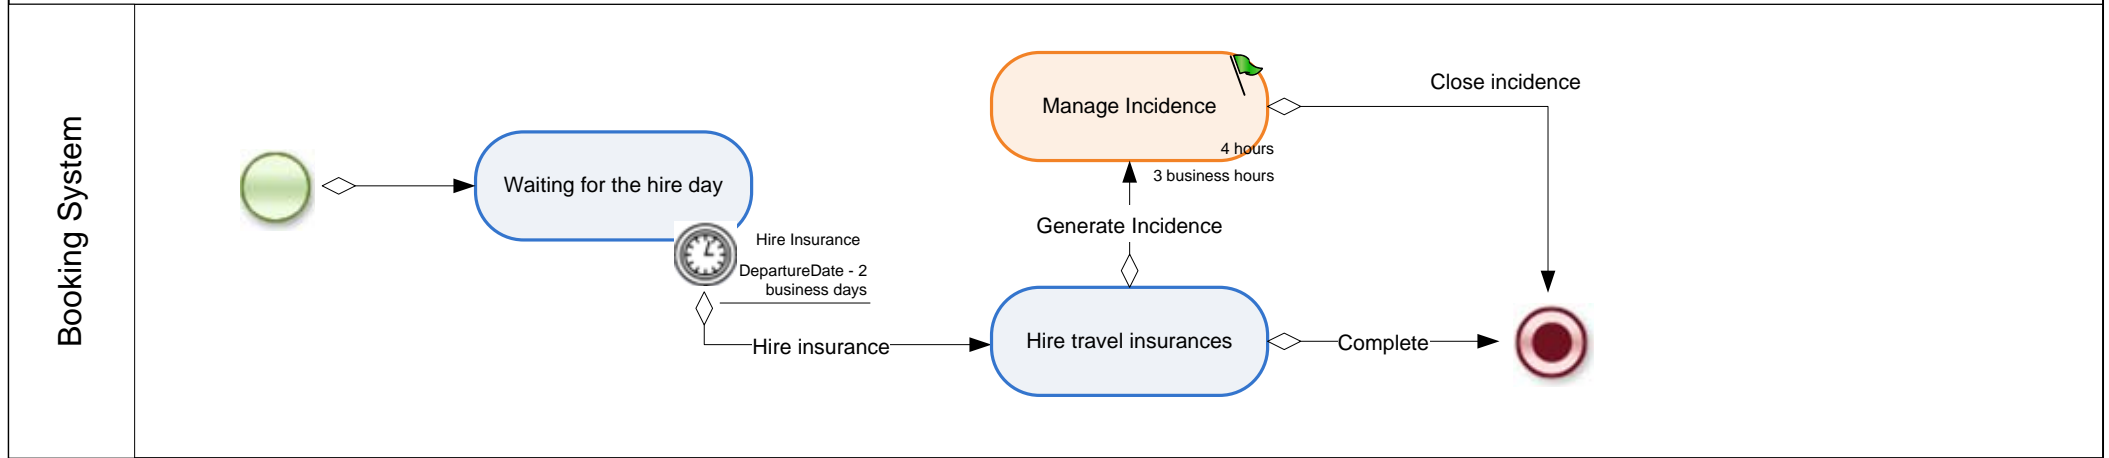 Booking System
Waiting for the hire day
Hire Insurance
DepartureDate - 2
business days
Hire insurance
Manage Incidence
4 hours
3 business hours
Generate Incidence
Hire travel insurances
Close incidence
Complete